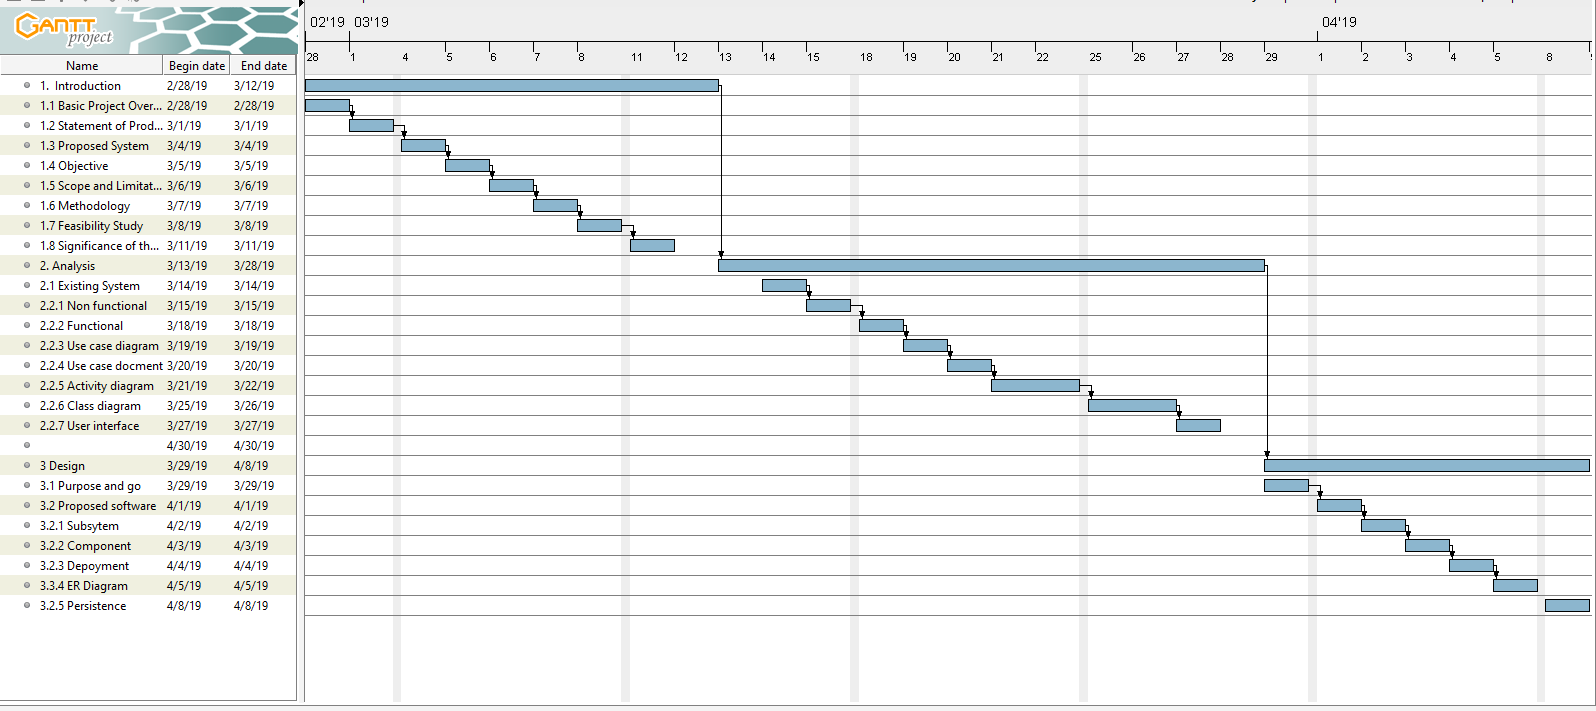 GANTT
project
02'19 03'19 04'19
28 1 4 5 6 7 8 11 12 13 14 15 18 19 20 21 22 25 26 27 28 29 1 2 3 4 5 8
Name Begin date End date
1. Introduction 2/28/19 3/12/19
1.1 Basic Project Over... 2/28/19 2/28/19
1.2 Statement of Prod... 3/1/19 3/1/19
1.3 Proposed System 3/4/19 3/4/19
1.4 Objective 3/5/19 3/5/19
1.5 Scope and Limitat... 3/6/19 3/6/19
1.6 Methodology 3/7/19 3/7/19
1.7 Feasibility Study 3/8/19 3/8/19
1.8 Significance of th... 3/11/19 3/11/19
2. Analysis 3/13/19 3/28/19
2.1 Existing System 3/14/19 3/14/19
2.2.1 Non functional 3/15/19 3/15/19
2.2.2 Functional 3/18/19 3/18/19
2.2.3 Use case diagram 3/19/19 3/19/19
2.2.4 Use case docment 3/20/19 3/20/19
2.2.5 Activity diagram 3/21/19 3/22/19
2.2.6 Class diagram 3/25/19 3/26/19
2.2.7 User interface 3/27/19 3/27/19
4/30/19 4/30/19
3 Design 3/29/19 4/8/19
3.1 Purpose and go 3/29/19 3/29/19
3.2 Proposed software 4/1/19 4/1/19
3.2.1 Subsytem 4/2/19 4/2/19
3.2.2 Component 4/3/19 4/3/19
3.2.3 Depoyment 4/4/19 4/4/19
3.3.4 ER Diagram 4/5/19 4/5/19
3.2.5 Persistence 4/8/19 4/8/19